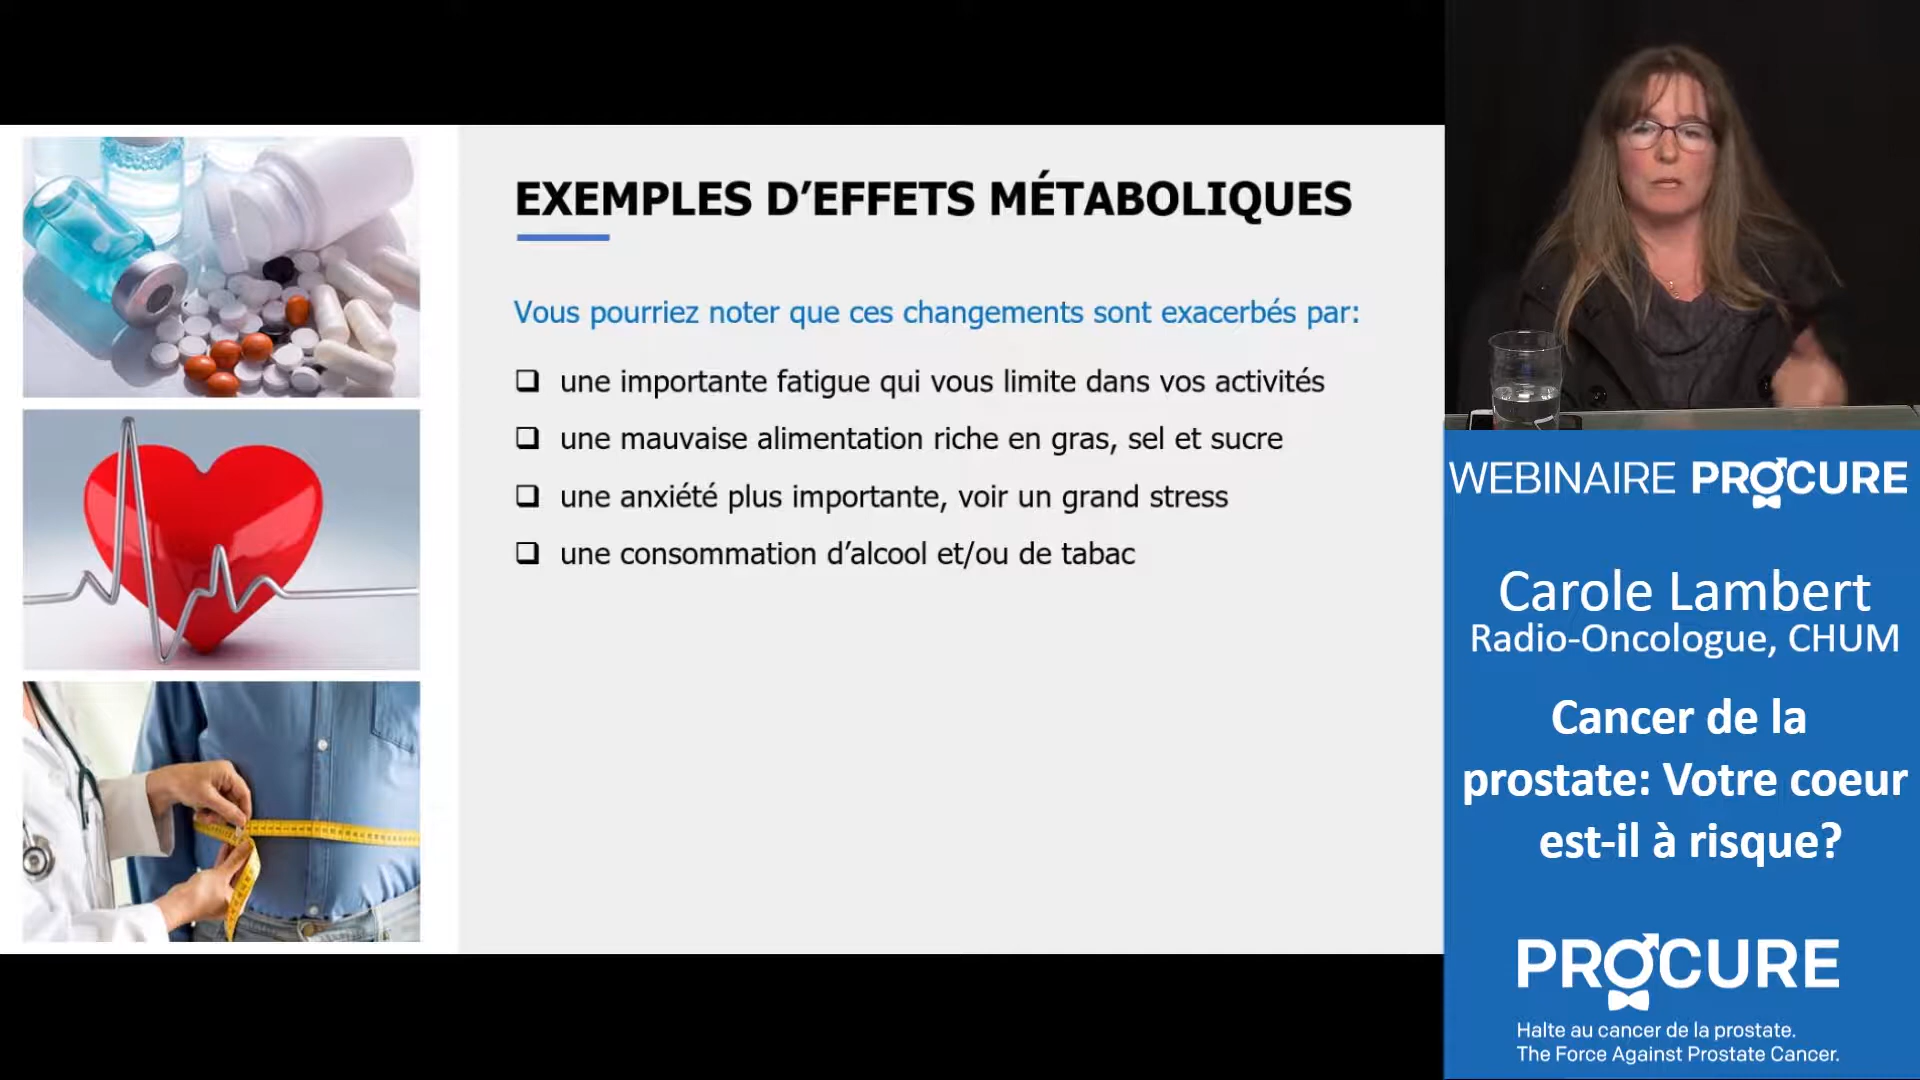 EXEMPLES D’EFFETS MÉTABOLIQUES
Vous pourriez noter que ces changements sont exacerbés par:
une importante fatigue qui vous limite dans vos activités
une mauvaise alimentation riche en gras, sel et sucre
une anxiété plus importante, voir un grand stress
une consommation d’alcool et/ou de tabac
WEBINAIRE PROCURE
Carole Lambert
Radio-Oncologue, CHUM
Cancer de la
prostate: Votre coeur
est-il à risque?
PROCURE
Halte au cancer de la prostate.
The Force Against Prostate Cancer.